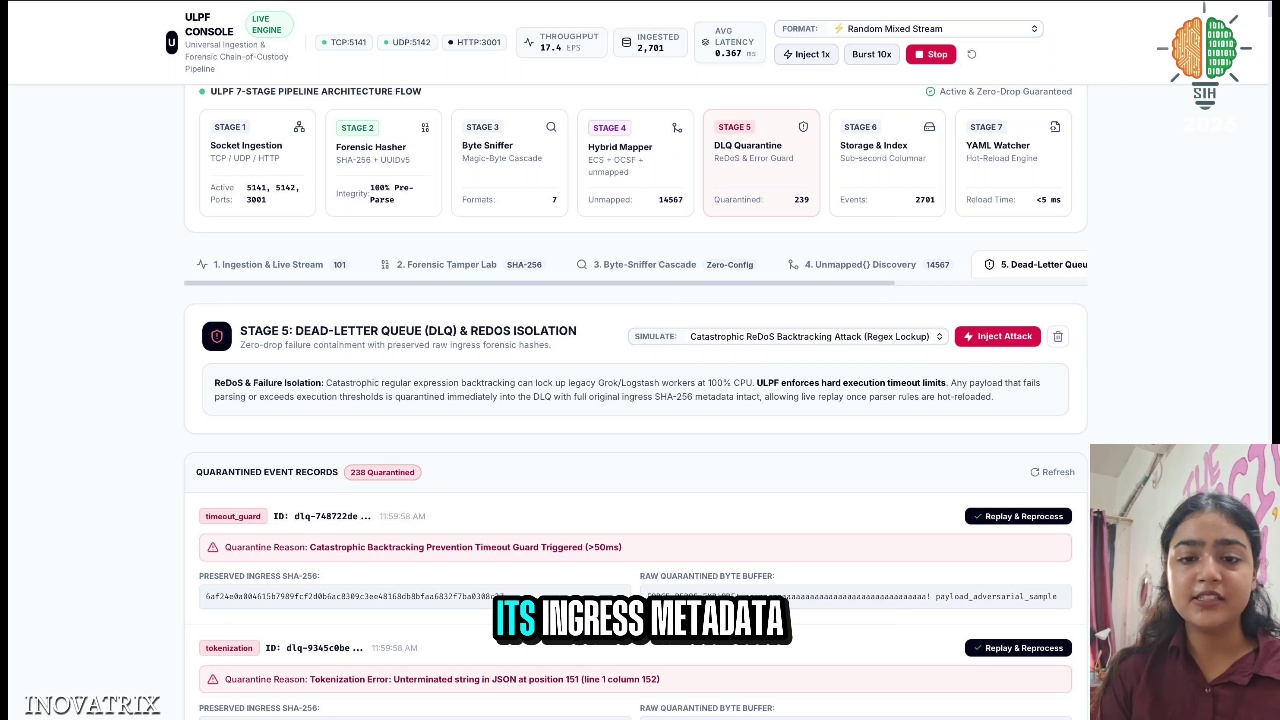 ULPF CONSOLE
LIVE ENGINE
Universal Ingestion & Forensic Chain-of-Custody Pipeline
U
TCP:5141
UDP:5142
HTTP:3001
THROUGHPUT
17.4 EPS
INGESTED
2,701
AVG LATENCY
0.367 ms
FORMAT: ⚡ Random Mixed Stream
Inject 1x
Burst 10x
Stop
SIH
2026
ULPF 7-STAGE PIPELINE ARCHITECTURE FLOW
Active & Zero-Drop Guaranteed
STAGE 1
Socket Ingestion
TCP / UDP / HTTP
Active Ports: 5141, 5142, 3001
STAGE 2
Forensic Hasher
SHA-256 + UUIDv5
Integrity: 100% Pre-Parse
STAGE 3
Byte Sniffer
Magic-Byte Cascade
Formats: 7
STAGE 4
Hybrid Mapper
ECS + OCSF + unmapped
Unmapped: 14567
STAGE 5
DLQ Quarantine
ReDoS & Error Guard
Quarantined: 239
STAGE 6
Storage & Index
Sub-second Columnar
Events: 2701
STAGE 7
YAML Watcher
Hot-Reload Engine
Reload Time: <5 ms
1. Ingestion & Live Stream 101
2. Forensic Tamper Lab SHA-256
3. Byte-Sniffer Cascade Zero-Config
4. Unmapped{} Discovery 14567
5. Dead-Letter Queu
STAGE 5: DEAD-LETTER QUEUE (DLQ) & REDOS ISOLATION
Zero-drop state containment with preserved raw ingress forensic hashes.
SIMULATE: Catastrophic ReDoS Backtracking Attack (Regex Lockup)
Inject Attack
ReDoS & Failure Isolation: Catastrophic regular expression backtracking can lock up legacy Grok/Logstash workers at 100% CPU. ULPF enforces hard execution timeout limits. Any payload that fails
parsing or exceeds execution thresholds is quarantined immediately into the DLQ with full original ingress SHA-256 metadata intact, allowing live replay once parser rules are hot-reloaded.
QUARANTINED EVENT RECORDS 238 Quarantined
Refresh
timeout_guard ID: dlq-748722de... 11:59:58 AM
Replay & Reprocess
Quarantine Reason: Catastrophic Backtracking Prevention Timeout Guard Triggered (>50ms)
PRESERVED INGRESS SHA-256:
RAW QUARANTINED BYTE BUFFER:
payload_adversarial_sample
ITS INGRESS METADATA
tokenization ID: dlq-9345c0be... 11:59:58 AM
Replay & Reprocess
Quarantine Reason: Tokenization Error: Unterminated string in JSON at position 151 (line 1 column 152)
PRESERVED INGRESS SHA-256:
RAW QUARANTINED BYTE BUFFER:
INOVATRIX